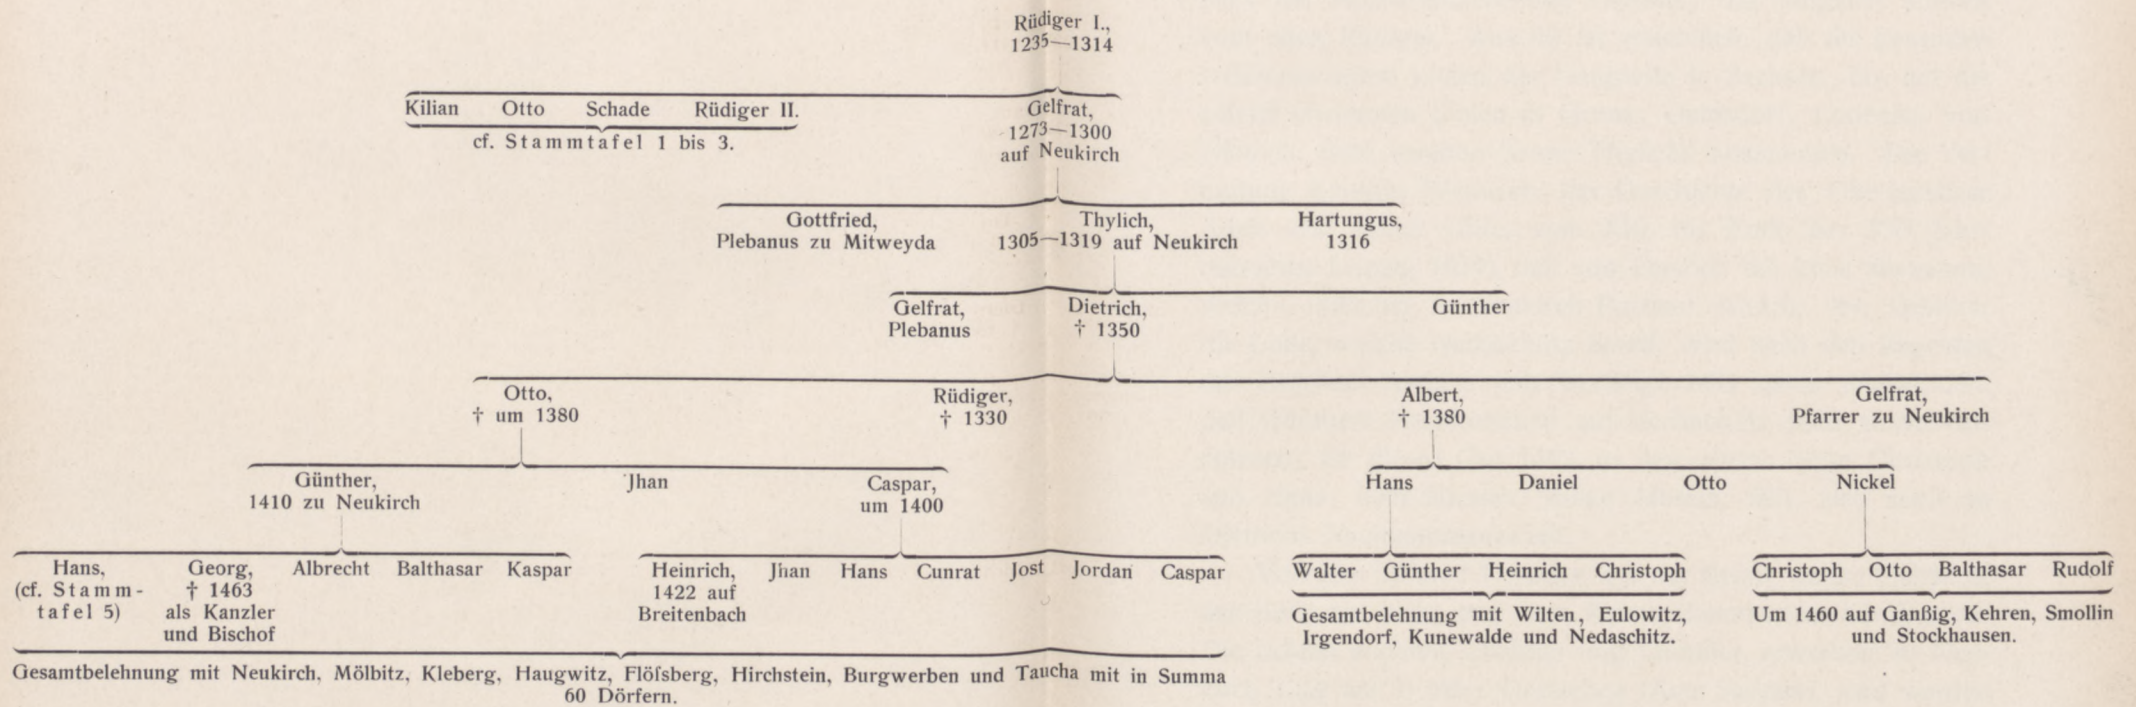 Rüdiger I.,
1235—1314
Kilian Otto Schade Rüdiger II.
cf. Stammtafel 1 bis 3.
Gelfrat,
1273—1300
auf Neukirch
Gottfried,
Plebanus zu Mitweyda
Thylich,
1305—1319 auf Neukirch
Hartungus,
1316
Gelfrat,
Plebanus
Dietrich,
† 1350
Günther
Otto,
† um 1380
Rüdiger,
† 1330
Albert,
† 1380
Gelfrat,
Pfarrer zu Neukirch
Günther,
1410 zu Neukirch
Jhan
Caspar,
um 1400
Hans Daniel Otto Nickel
Hans,
(cf. Stamm-
tafel 5)
Georg,
† 1463
als Kanzler
und Bischof
Albrecht Balthasar Kaspar
Heinrich,
1422 auf
Breitenbach
Jhan Hans Cunrat Jost Jordan Caspar
Walter Günther Heinrich Christoph
Gesamtbelehnung mit Wilten, Eulowitz,
Irgendorf, Kunewalde und Nedaschitz.
Christoph Otto Balthasar Rudolf
Um 1460 auf Ganßig, Kehren, Smollin
und Stockhausen.
Gesamtbelehnung mit Neukirch, Mölbitz, Kleberg, Haugwitz, Flöſsberg, Hirchstein, Burgwerben und Taucha mit in Summa
60 Dörfern.